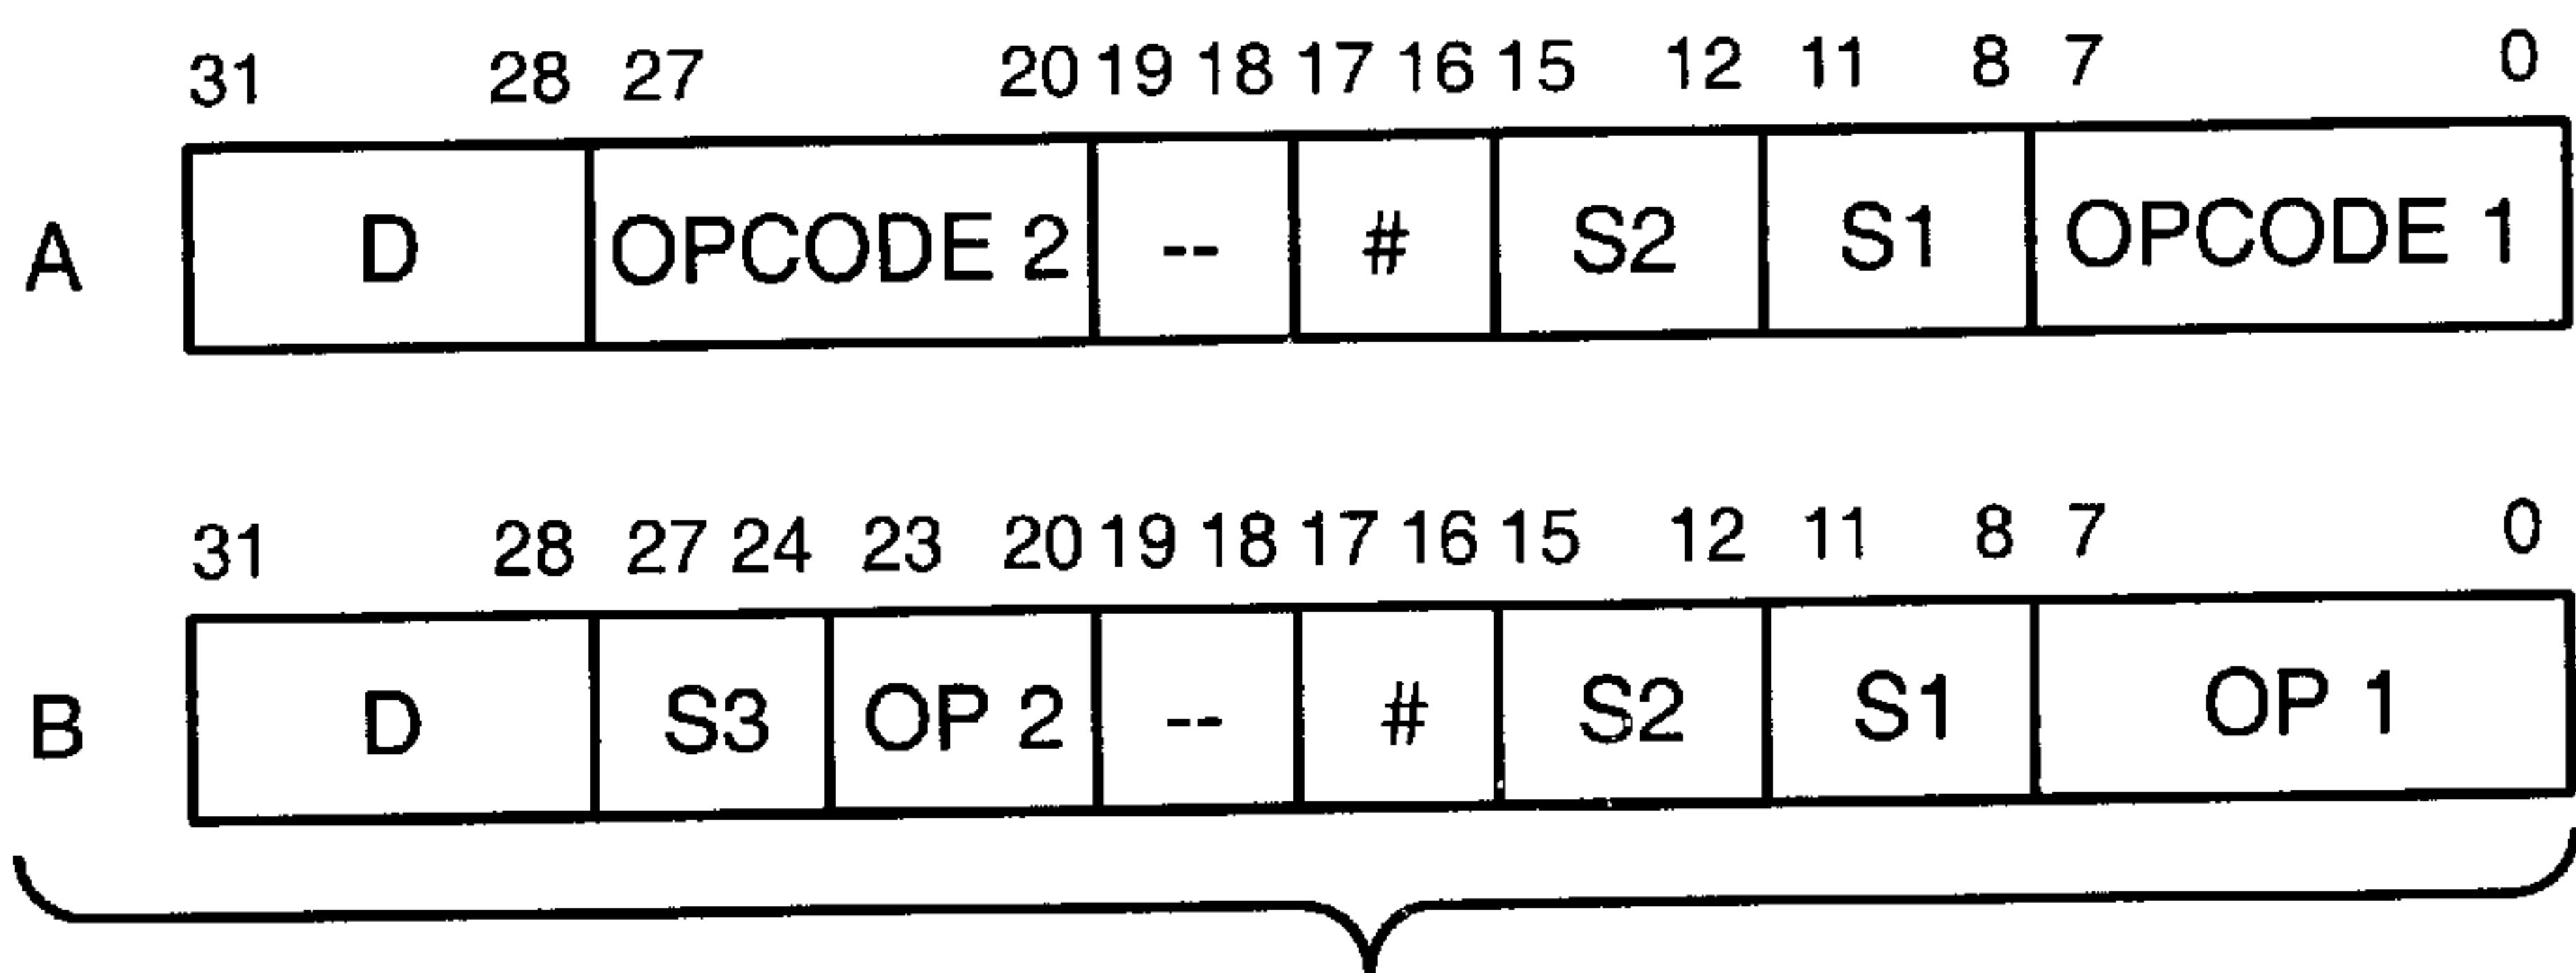 31 28 27 20 19 18 17 16 15 12 11 8 7 0
A D OPCODE 2 -- # S2 S1 OPCODE 1
31 28 27 24 23 20 19 18 17 16 15 12 11 8 7 0
B D S3 OP 2 -- # S2 S1 OP 1